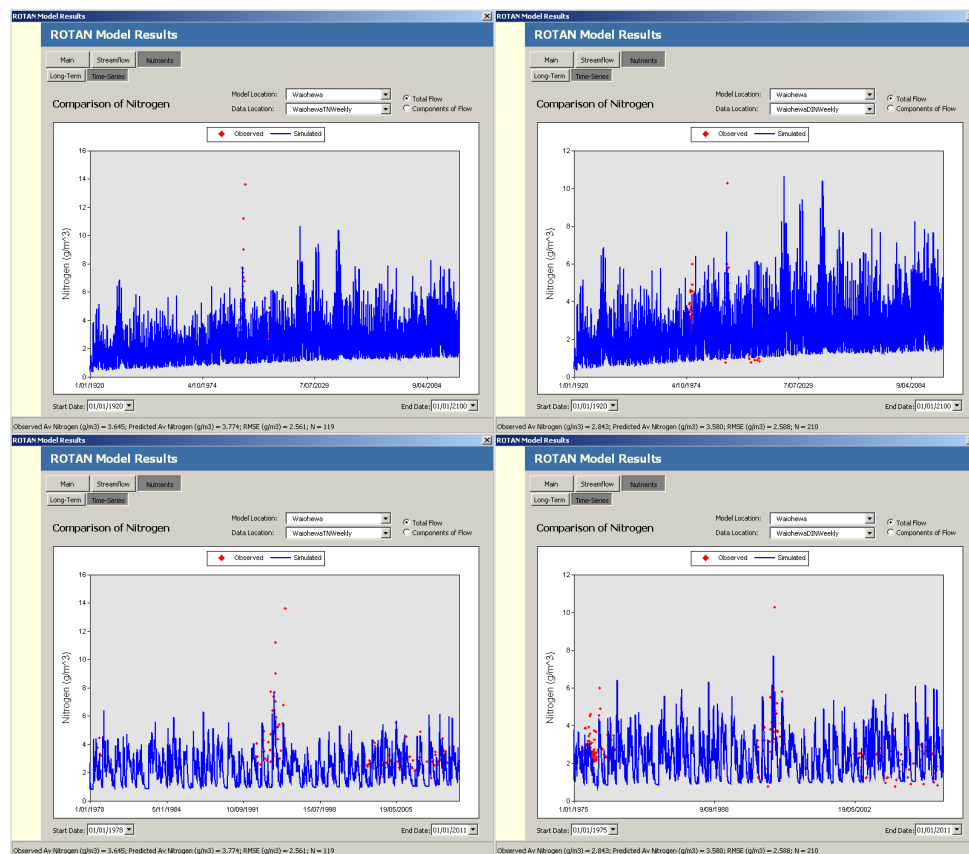 ROTAN Model Results
ROTAN Model Results
Main Streamflow Nutrients
Long-Term Time-Series
Comparison of Nitrogen
Model Location: Waiohewa
Data Location: WaiohewaTNWeekly
Total Flow
Components of Flow
Observed Simulated
Nitrogen (g/m^3)
16
14
12
10
8
6
4
2
0
1/01/1920 4/10/1974 7/07/2029 9/04/2084
Start Date: 01/01/1920 End Date: 01/01/2100
Observed Av Nitrogen (g/m3) = 3.645; Predicted Av Nitrogen (g/m3) = 3.774; RMSE (g/m3) = 2.561; N = 119
ROTAN Model Results
ROTAN Model Results
Main Streamflow Nutrients
Long-Term Time-Series
Comparison of Nitrogen
Model Location: Waiohewa
Data Location: WaiohewaDINWeekly
Total Flow
Components of Flow
Observed Simulated
Nitrogen (g/m^3)
12
10
8
6
4
2
0
1/01/1920 4/10/1974 7/07/2029 9/04/2084
Start Date: 01/01/1920 End Date: 01/01/2100
Observed Av Nitrogen (g/m3) = 2.843; Predicted Av Nitrogen (g/m3) = 3.580; RMSE (g/m3) = 2.588; N = 210
ROTAN Model Results
ROTAN Model Results
Main Streamflow Nutrients
Long-Term Time-Series
Comparison of Nitrogen
Model Location: Waiohewa
Data Location: WaiohewaTNWeekly
Total Flow
Components of Flow
Observed Simulated
Nitrogen (g/m^3)
16
14
12
10
8
6
4
2
0
1/01/1978 5/11/1984 10/09/1991 15/07/1998 19/05/2005
Start Date: 01/01/1978 End Date: 01/01/2011
Observed Av Nitrogen (g/m3) = 3.645; Predicted Av Nitrogen (g/m3) = 3.774; RMSE (g/m3) = 2.561; N = 119
ROTAN Model Results
ROTAN Model Results
Main Streamflow Nutrients
Long-Term Time-Series
Comparison of Nitrogen
Model Location: Waiohewa
Data Location: WaiohewaDINWeekly
Total Flow
Components of Flow
Observed Simulated
Nitrogen (g/m^3)
12
10
8
6
4
2
0
1/01/1975 9/09/1988 19/05/2002
Start Date: 01/01/1975 End Date: 01/01/2011
Observed Av Nitrogen (g/m3) = 2.843; Predicted Av Nitrogen (g/m3) = 3.580; RMSE (g/m3) = 2.588; N = 210